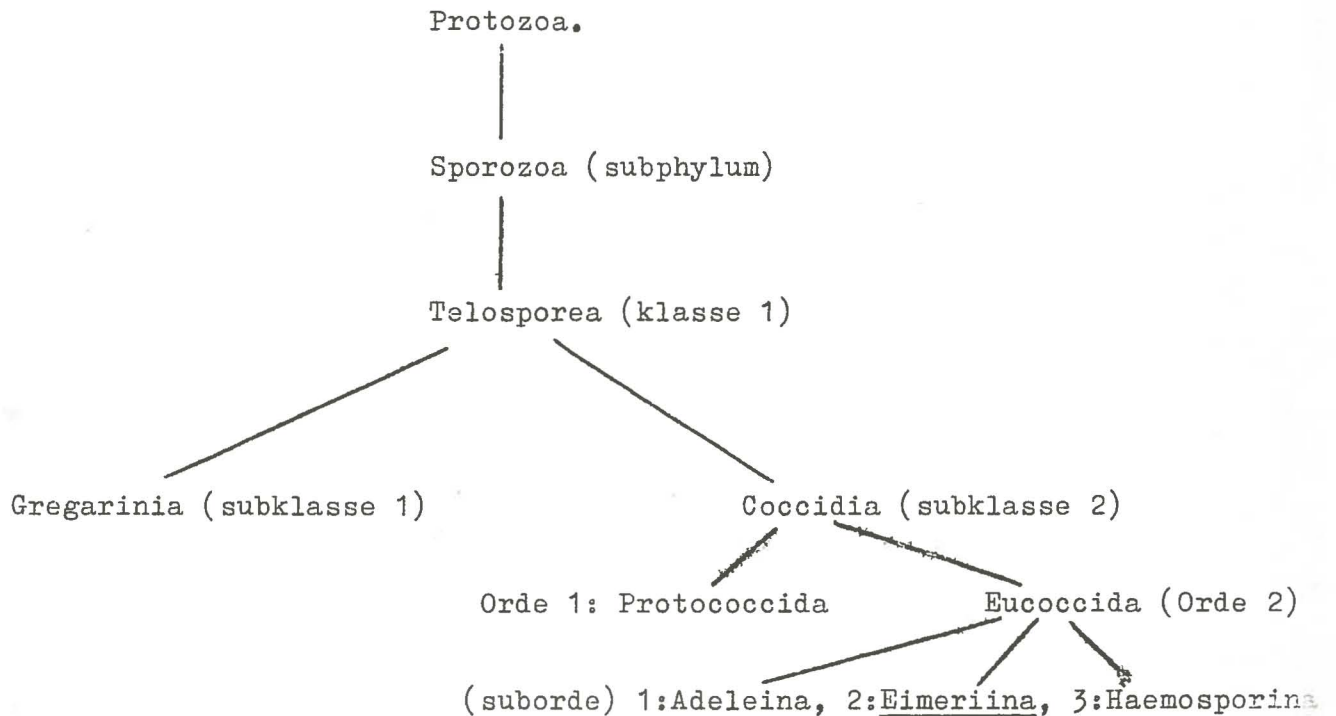 Protozoa.
Sporozoa (subphylum)
Telosporea (klasse 1)
Gregarinia (subklasse 1) Coccidia (subklasse 2)
Orde 1: Protococcida Eucoccida (Orde 2)
(suborde) 1:Adeleina, 2:Eimeriina, 3:Haemosporina